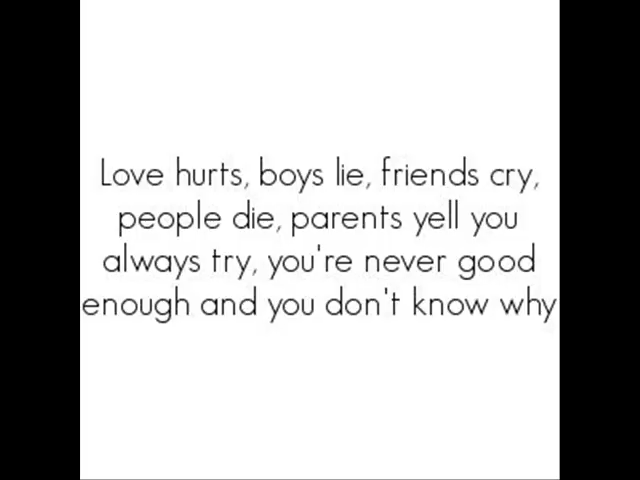 Love hurts, boys lie, friends cry,
people die, parents yell you
always try, you're never good
enough and you don't know why